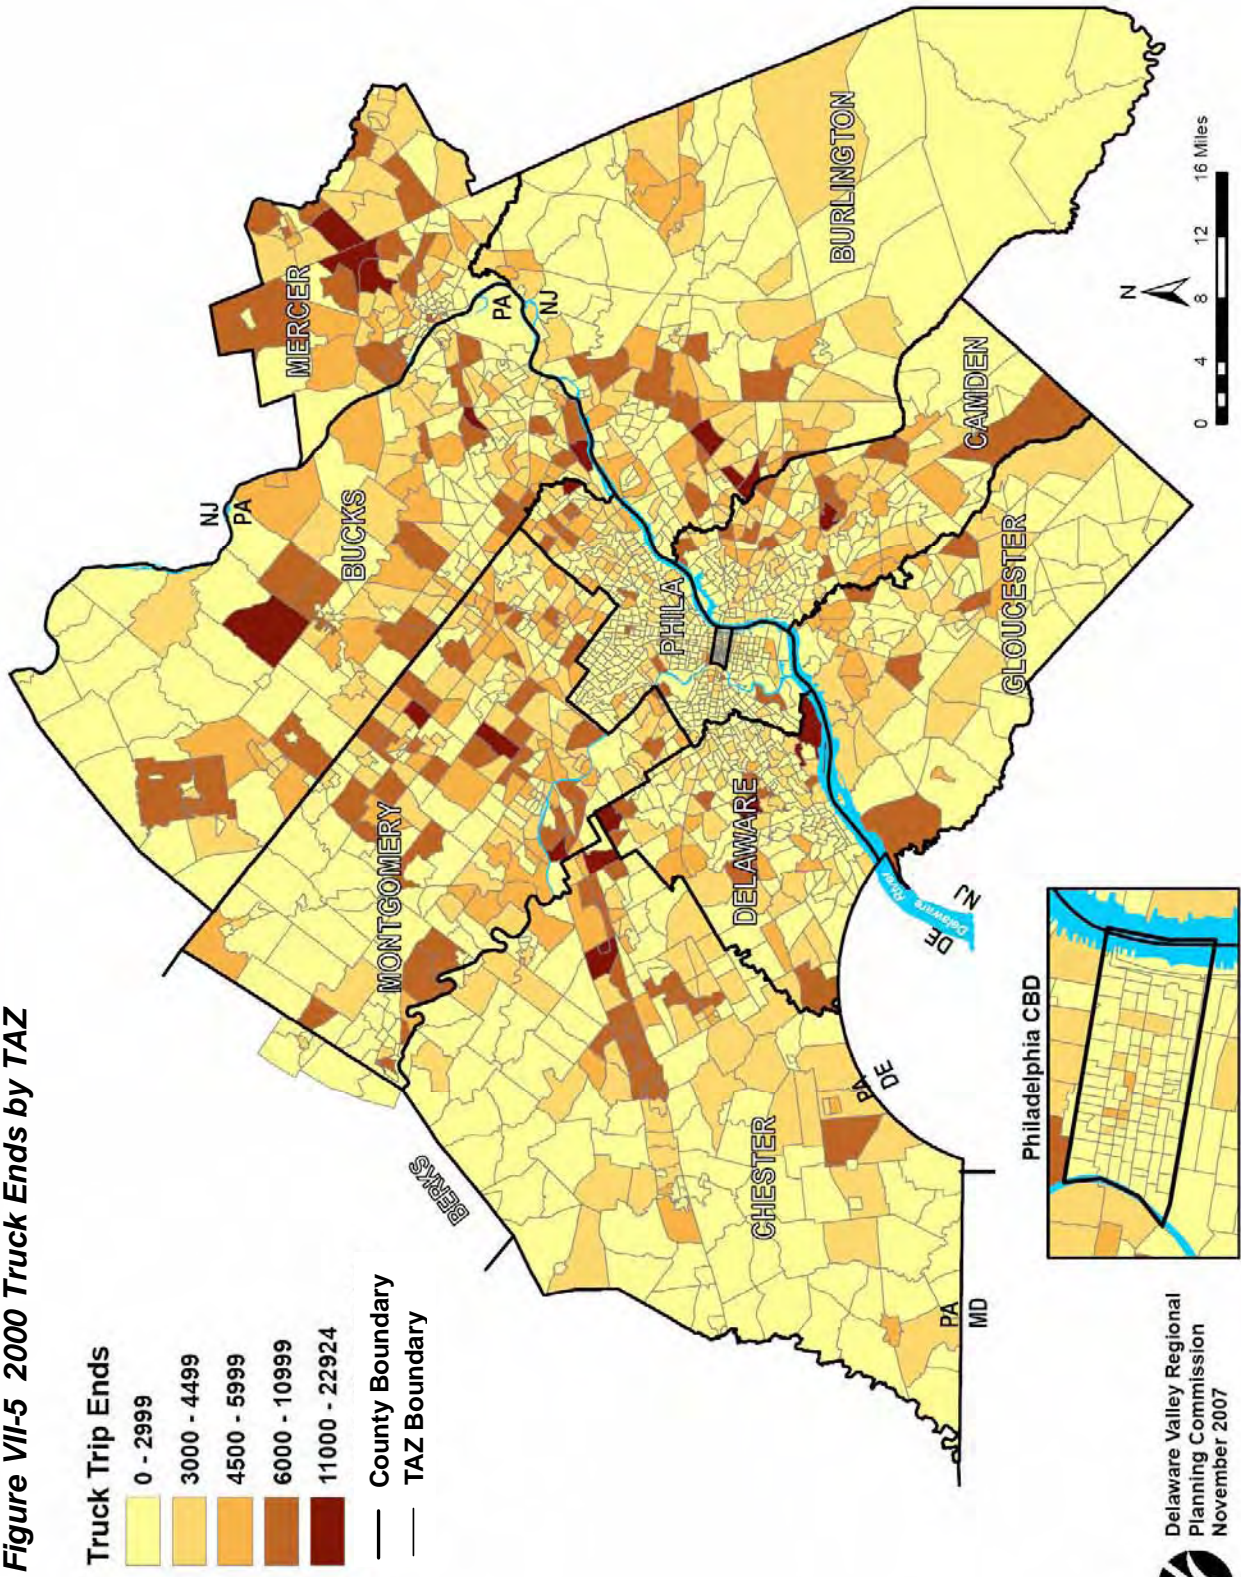 Figure VII-5 2000 Truck Ends by TAZ
Truck Trip Ends
0 - 2999
3000 - 4499
4500 - 5999
6000 - 10999
11000 - 22924
County Boundary
TAZ Boundary
BERKS
MONTGOMERY
BUCKS
NJ
PA
MERCER
PA
NJ
CHESTER
DELAWARE
PHILA
BURLINGTON
CAMDEN
GLOUCESTER
PA
DE
PA
MD
Delaware River
DE
NJ
N
0 4 8 12 16 Miles
Philadelphia CBD
Delaware Valley Regional
Planning Commission
November 2007